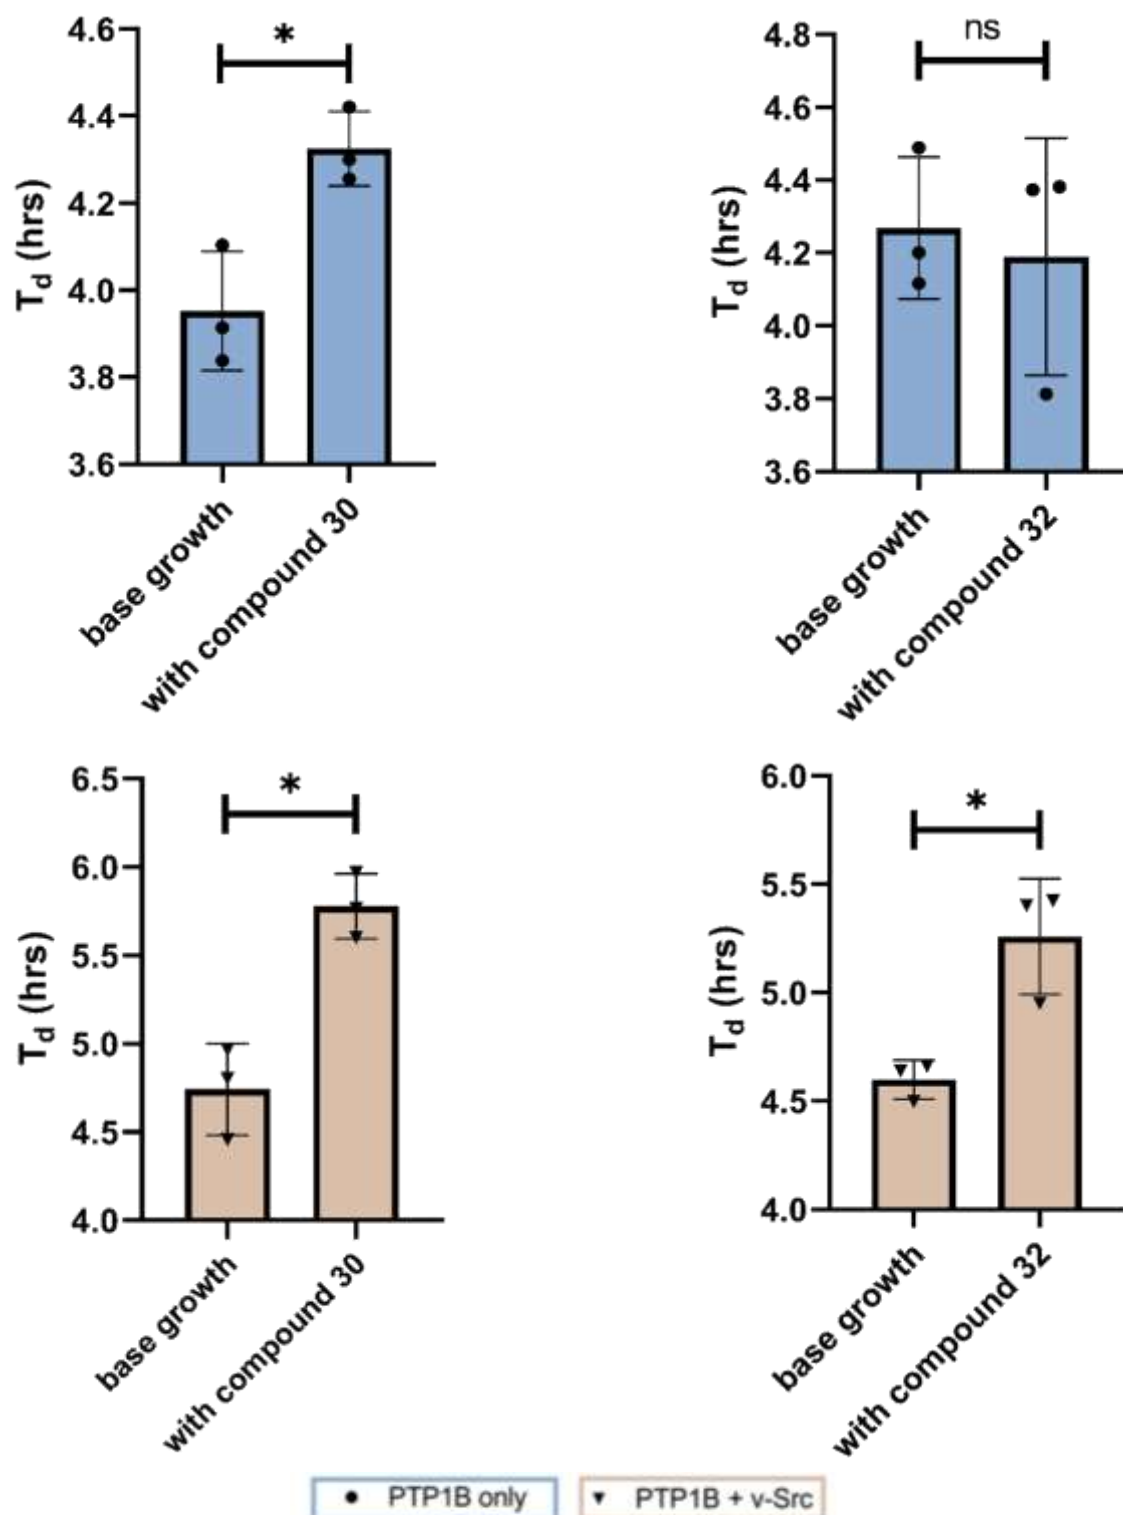 4.6
4.4
4.2
4.0
3.8
3.6
Td (hrs)
*
base growth
with compound 30
4.8
4.6
4.4
4.2
4.0
3.8
3.6
Td (hrs)
ns
base growth
with compound 32
6.5
6.0
5.5
5.0
4.5
4.0
Td (hrs)
*
base growth
with compound 30
6.0
5.5
5.0
4.5
4.0
Td (hrs)
*
base growth
with compound 32
PTP1B only
PTP1B + v-Src